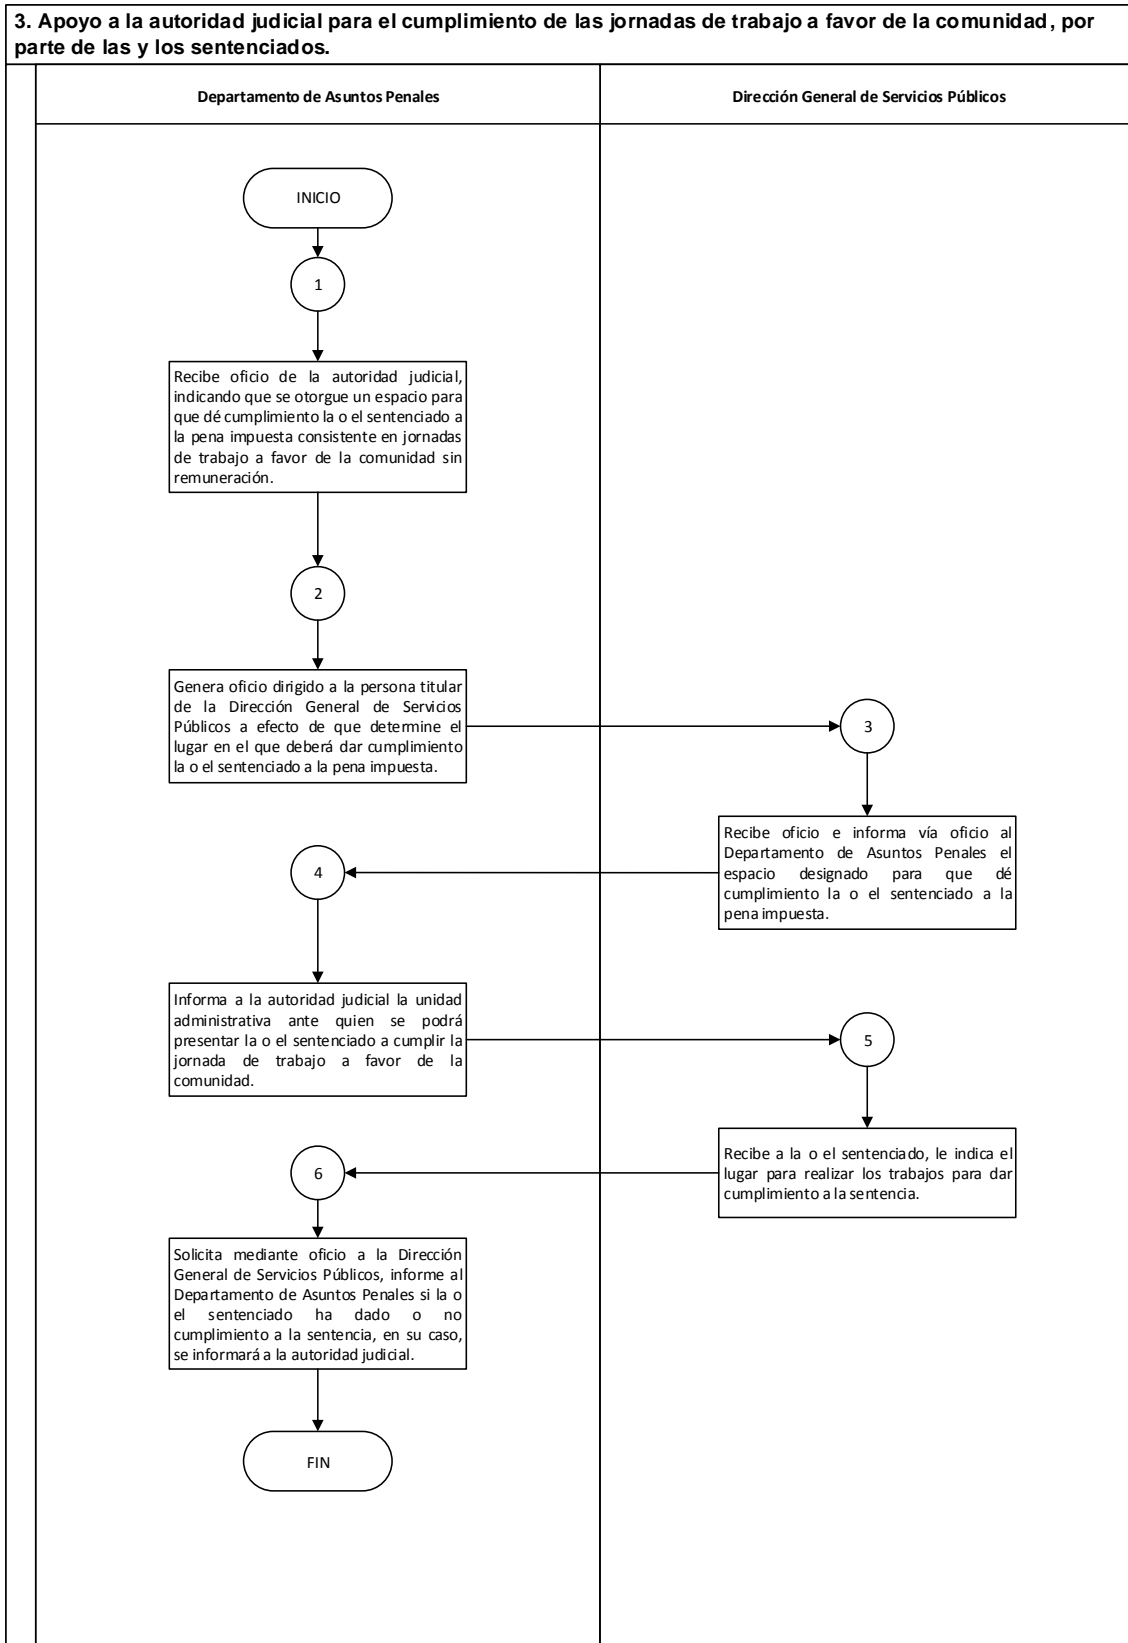 3. Apoyo a la autoridad judicial para el cumplimiento de las jornadas de trabajo a favor de la comunidad, por
parte de las y los sentenciados.
Departamento de Asuntos Penales
Dirección General de Servicios Públicos
INICIO
1
Recibe oficio de la autoridad judicial,
indicando que se otorgue un espacio para
que dé cumplimiento la o el sentenciado a
la pena impuesta consistente en jornadas
de trabajo a favor de la comunidad sin
remuneración.
2
Genera oficio dirigido a la persona titular
de la Dirección General de Servicios
Públicos a efecto de que determine el
lugar en el que deberá dar cumplimiento
la o el sentenciado a la pena impuesta.
3
Recibe oficio e informa vía oficio al
Departamento de Asuntos Penales el
espacio designado para que dé
cumplimiento la o el sentenciado a la
pena impuesta.
4
Informa a la autoridad judicial la unidad
administrativa ante quien se podrá
presentar la o el sentenciado a cumplir la
jornada de trabajo a favor de la
comunidad.
5
Recibe a la o el sentenciado, le indica el
lugar para realizar los trabajos para dar
cumplimiento a la sentencia.
6
Solicita mediante oficio a la Dirección
General de Servicios Públicos, informe al
Departamento de Asuntos Penales si la o
el sentenciado ha dado o no
cumplimiento a la sentencia, en su caso,
se informará a la autoridad judicial.
FIN